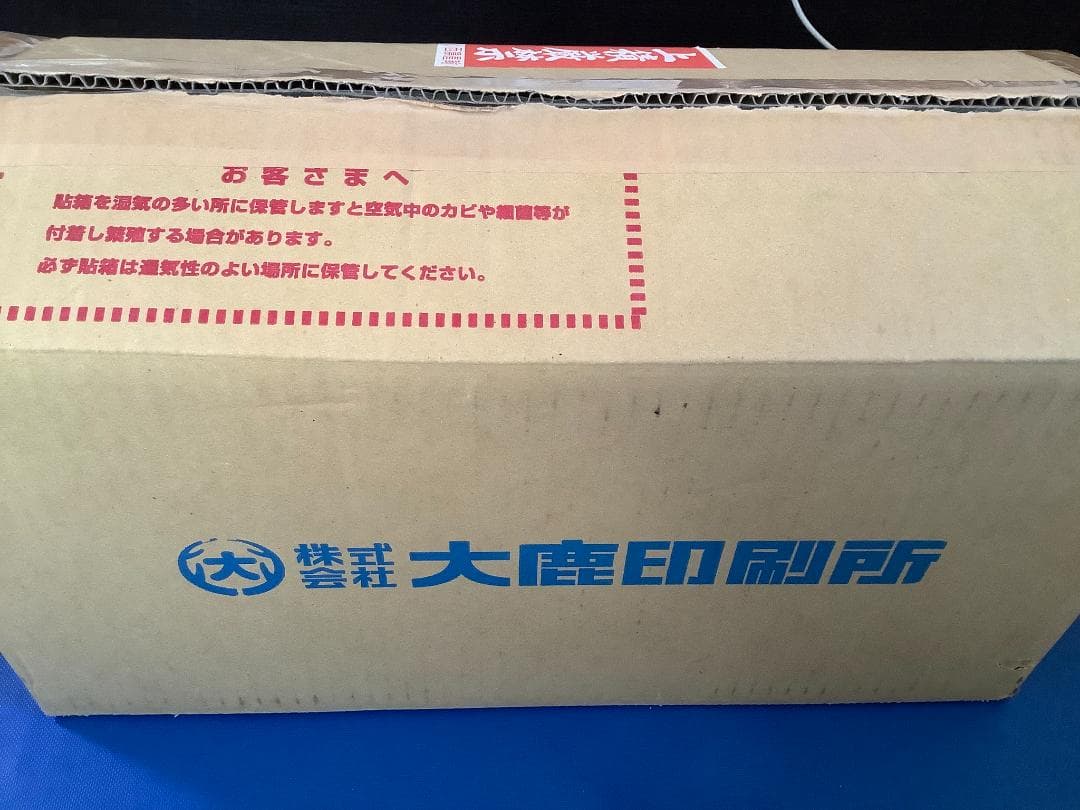 お客さまへ
貼箱を湿気の多い所に保管しますと空気中のカビや細菌等が
付着し繁殖する場合があります。
必ず貼箱は通気性のよい場所に保管してください。
大 株式会社 大鹿印刷所